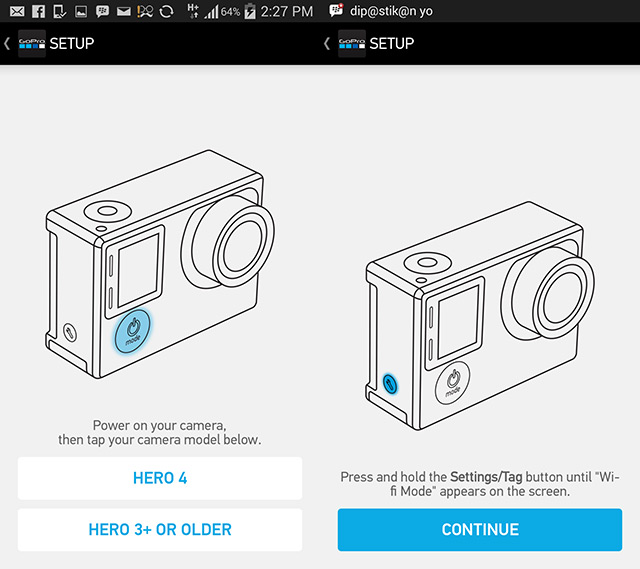 64% 2:27 PM
GoPro SETUP
mode
Power on your camera,
then tap your camera model below.
HERO 4
HERO 3+ OR OLDER
dip@stik@n yo
GoPro SETUP
mode
Press and hold the Settings/Tag button until "Wi-
fi Mode" appears on the screen.
CONTINUE